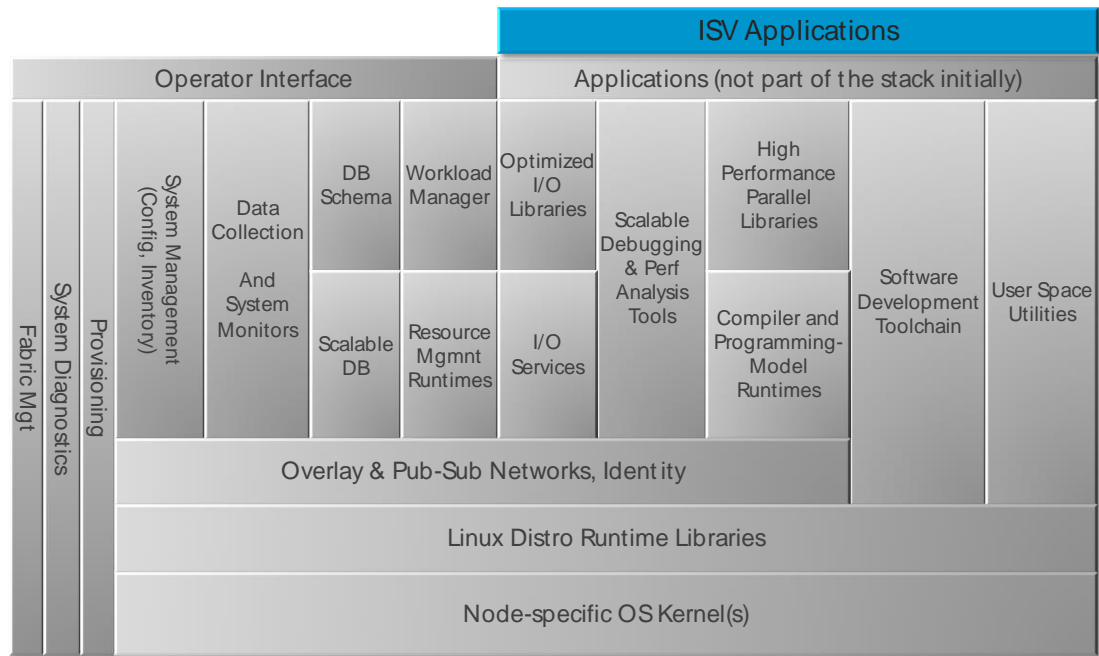 ISV Applications
Operator Interface
Applications (not part of the stack initially)
Fabric Mgt
System Diagnostics
Provisioning
System Management
(Config, Inventory)
Data
Collection
And
System
Monitors
DB
Schema
Workload
Manager
Optimized
I/O
Libraries
Scalable
Debugging
& Perf
Analysis
Tools
High
Performance
Parallel
Libraries
Software
Development
Toolchain
User Space
Utilities
Scalable
DB
Resource
Mgmnt
Runtimes
I/O
Services
Compiler and
Programming-
Model
Runtimes
Overlay & Pub-Sub Networks, Identity
Linux Distro Runtime Libraries
Node-specific OS Kernel(s)